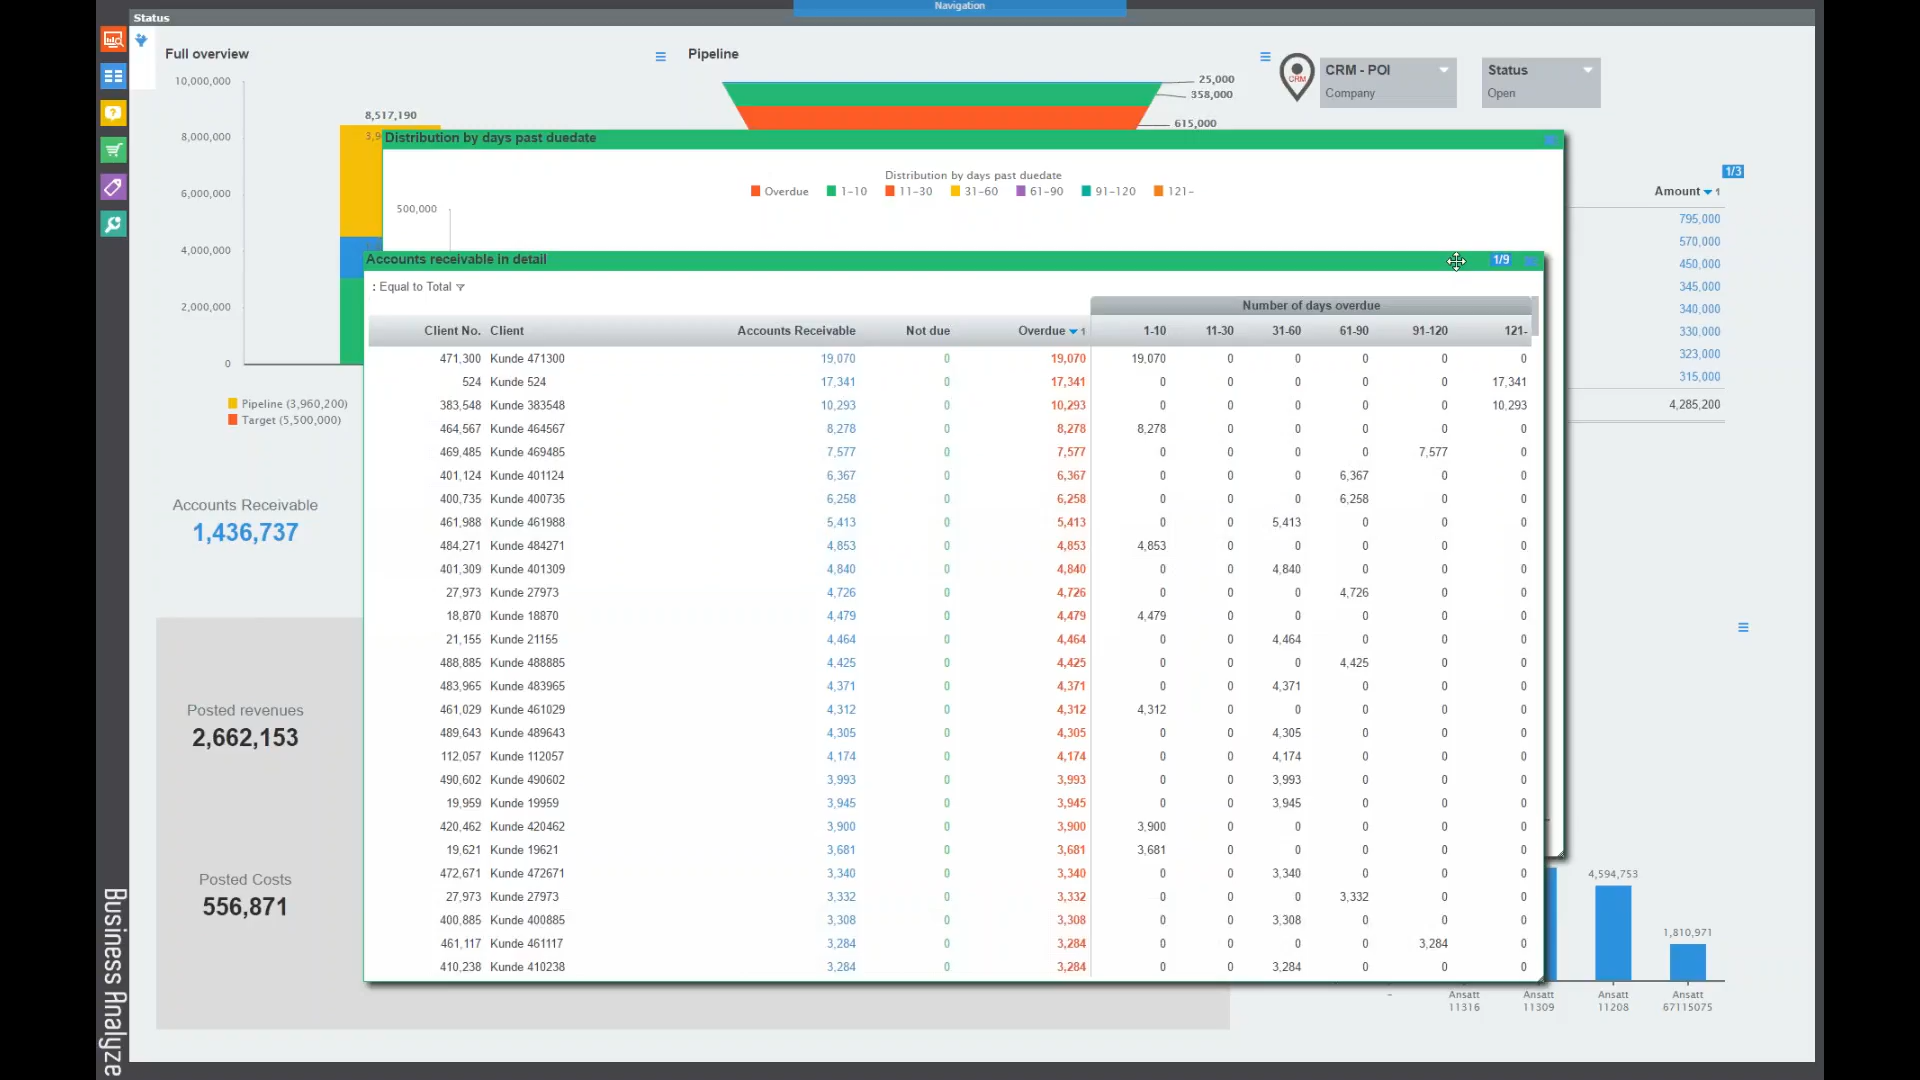 Navigation
Status
Full overview
Pipeline
CRM - POI
Company
Status
Open
CRM
10,000,000
8,000,000
6,000,000
4,000,000
2,000,000
0
8,517,190
Pipeline (3,960,200)
Target (5,500,000)
25,000
358,000
615,000
Distribution by days past duedate
Distribution by days past duedate
Overdue 1-10 11-30 31-60 61-90 91-120 121-
500,000
1/3
Amount 1
795,000
570,000
450,000
345,000
340,000
330,000
323,000
315,000
4,285,200
Accounts receivable in detail 1/9
: Equal to Total
Number of days overdue
Client No. Client Accounts Receivable Not due Overdue 1 1-10 11-30 31-60 61-90 91-120 121-
471,300 Kunde 471300 19,070 0 19,070 19,070 0 0 0 0 0
524 Kunde 524 17,341 0 17,341 0 0 0 0 0 17,341
383,548 Kunde 383548 10,293 0 10,293 0 0 0 0 0 10,293
464,567 Kunde 464567 8,278 0 8,278 8,278 0 0 0 0 0
469,485 Kunde 469485 7,577 0 7,577 0 0 0 0 7,577 0
401,124 Kunde 401124 6,367 0 6,367 0 0 0 6,367 0 0
400,735 Kunde 400735 6,258 0 6,258 0 0 0 6,258 0 0
461,988 Kunde 461988 5,413 0 5,413 0 0 5,413 0 0 0
484,271 Kunde 484271 4,853 0 4,853 4,853 0 0 0 0 0
401,309 Kunde 401309 4,840 0 4,840 0 0 4,840 0 0 0
27,973 Kunde 27973 4,726 0 4,726 0 0 0 4,726 0 0
18,870 Kunde 18870 4,479 0 4,479 4,479 0 0 0 0 0
21,155 Kunde 21155 4,464 0 4,464 0 0 4,464 0 0 0
488,885 Kunde 488885 4,425 0 4,425 0 0 0 4,425 0 0
483,965 Kunde 483965 4,371 0 4,371 0 0 4,371 0 0 0
461,029 Kunde 461029 4,312 0 4,312 4,312 0 0 0 0 0
489,643 Kunde 489643 4,305 0 4,305 0 0 4,305 0 0 0
112,057 Kunde 112057 4,174 0 4,174 0 0 4,174 0 0 0
490,602 Kunde 490602 3,993 0 3,993 0 0 3,993 0 0 0
19,959 Kunde 19959 3,945 0 3,945 0 0 3,945 0 0 0
420,462 Kunde 420462 3,900 0 3,900 3,900 0 0 0 0 0
19,621 Kunde 19621 3,681 0 3,681 3,681 0 0 0 0 0
472,671 Kunde 472671 3,340 0 3,340 0 0 3,340 0 0 0
27,973 Kunde 27973 3,332 0 3,332 0 0 0 3,332 0 0
400,885 Kunde 400885 3,308 0 3,308 0 0 3,308 0 0 0
461,117 Kunde 461117 3,284 0 3,284 0 0 0 0 3,284 0
410,238 Kunde 410238 3,284 0 3,284 0 0 3,284 0 0 0
Accounts Receivable
1,436,737
Posted revenues
2,662,153
Posted Costs
556,871
4,594,753
1,810,971
- Ansatt Ansatt Ansatt Ansatt
11316 11309 11208 67115075
Business Analyze